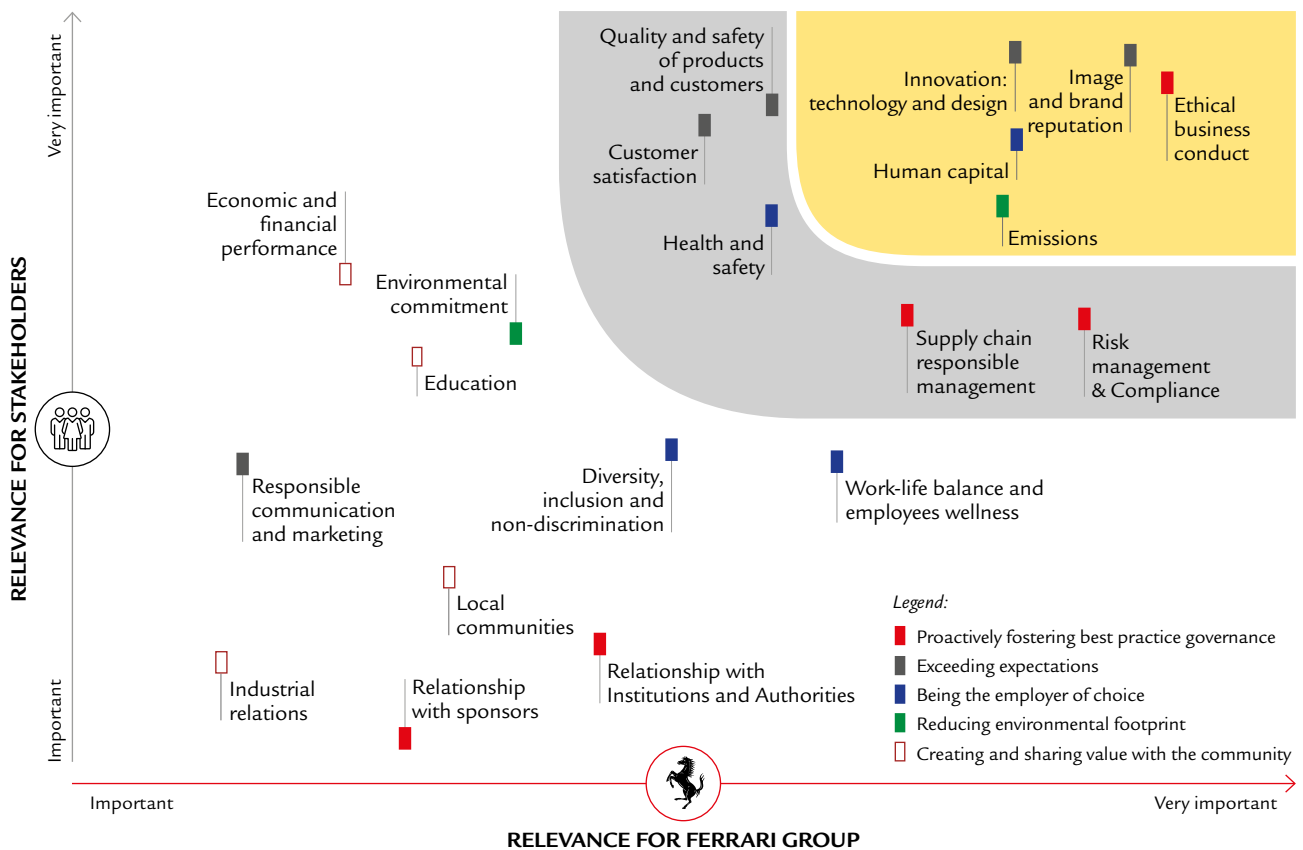 Very important
Quality and safety
of products
and customers
Innovation:
technology and design
Image
and brand
reputation
Ethical
business
conduct
Customer
satisfaction
Human capital
Economic and
financial
performance
Health and
safety
Emissions
Environmental
commitment
Supply chain
responsible
management
Risk
management
& Compliance
Education
RELEVANCE FOR STAKEHOLDERS
Responsible
communication
and marketing
Diversity,
inclusion and
non-discrimination
Work-life balance and
employees wellness
Local
communities
Relationship with
Institutions and Authorities
Industrial
relations
Relationship
with sponsors
Legend:
Proactively fostering best practice governance
Exceeding expectations
Being the employer of choice
Reducing environmental footprint
Creating and sharing value with the community
Important
Important
Very important
RELEVANCE FOR FERRARI GROUP